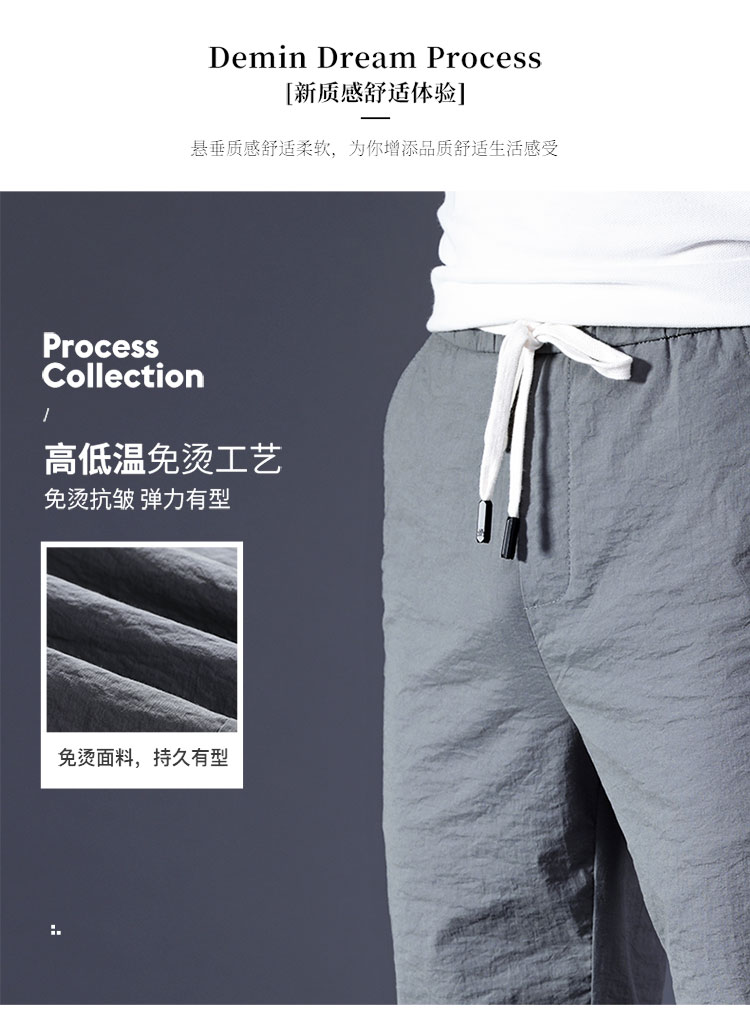 Demin Dream Process
[新质感舒适体验]
悬垂质感舒适柔软，为你增添品质舒适生活感受
Process
Collection
/
高低温免烫工艺
免烫抗皱 弹力有型
免烫面料，持久有型